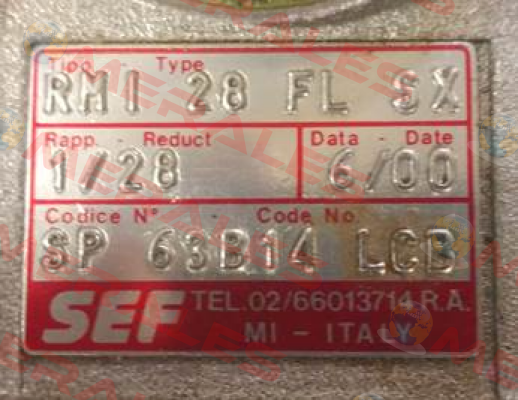 Tipo Type
RMI 28 FL SX
Rapp. - Reduct
1/28
Data - Date
6/00
Codice N° - Code No
SP 63B14 LCB
SEF TEL.02/66013714 R.A.
MI - ITALY
MERALES